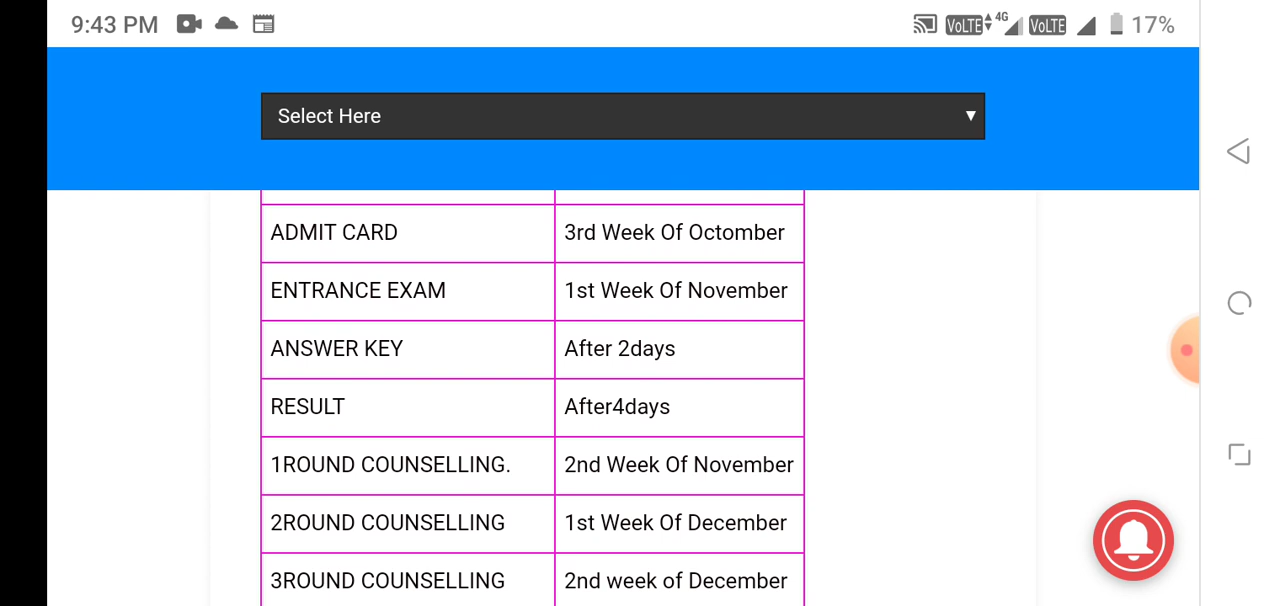 9:43 PM 4G VoLTE VoLTE 17%
Select Here
ADMIT CARD 3rd Week Of Octomber
ENTRANCE EXAM 1st Week Of November
ANSWER KEY After 2days
RESULT After4days
1ROUND COUNSELLING. 2nd Week Of November
2ROUND COUNSELLING 1st Week Of December
3ROUND COUNSELLING 2nd week of December